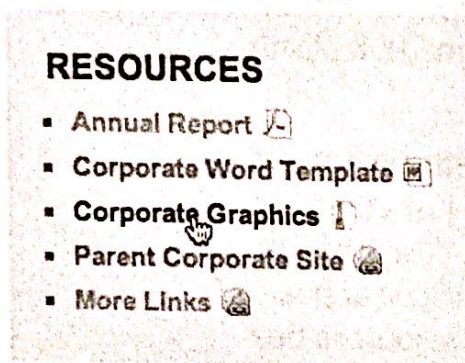 RESOURCES
Annual Report
Corporate Word Template
Corporate Graphics
Parent Corporate Site
More Links